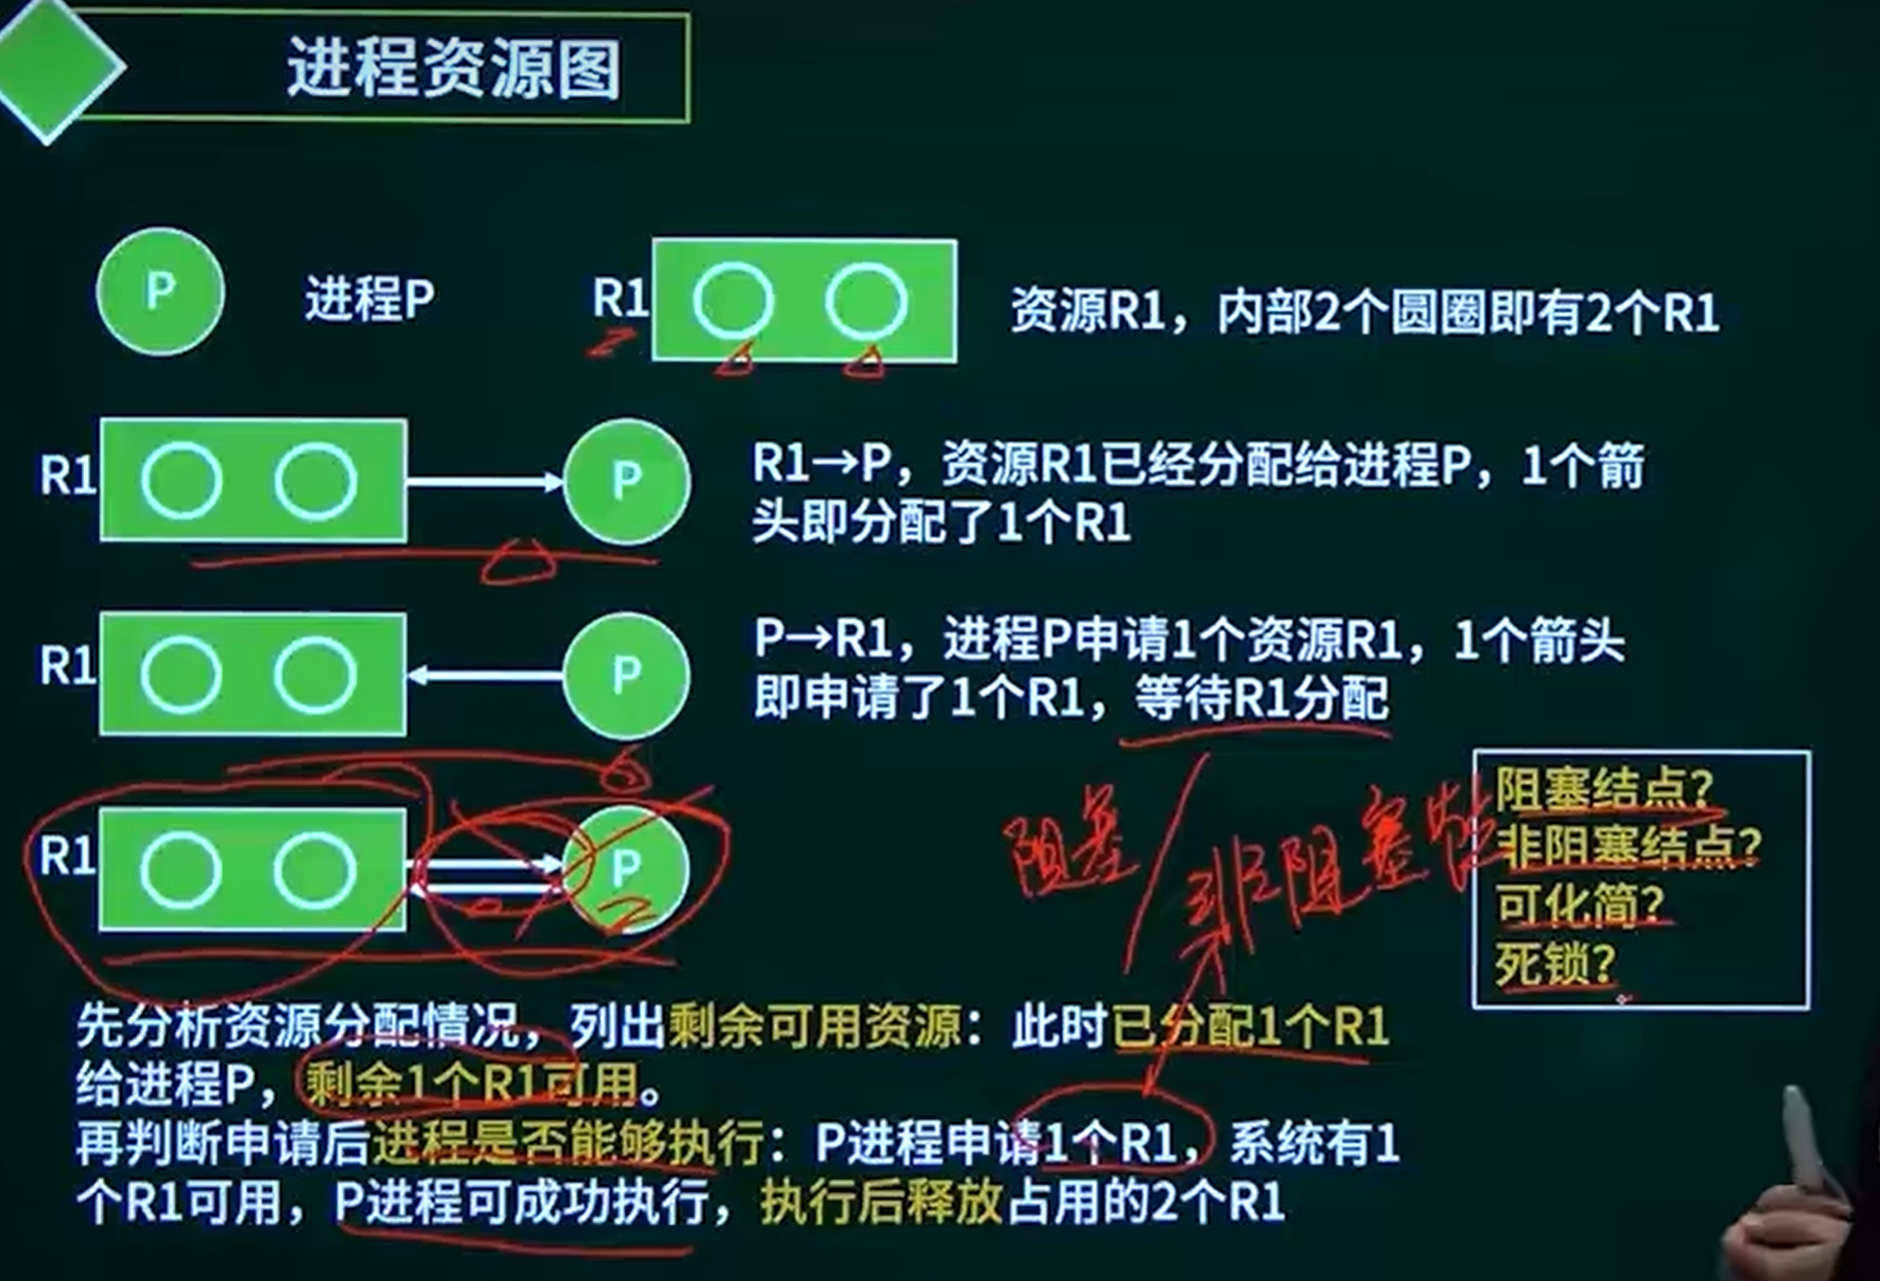 进程资源图
P
进程P
R1
资源R1，内部2个圆圈即有2个R1
R1
P
R1→P，资源R1已经分配给进程P，1个箭
头即分配了1个R1
R1
P
P→R1，进程P申请1个资源R1，1个箭头
即申请了1个R1，等待R1分配
R1
P
阻塞
非阻塞
阻塞结点？
非阻塞结点？
可化简？
死锁？
先分析资源分配情况，列出剩余可用资源：此时已分配1个R1
给进程P，剩余1个R1可用。
再判断申请后进程是否能够执行：P进程申请1个R1，系统有1
个R1可用，P进程可成功执行，执行后释放占用的2个R1